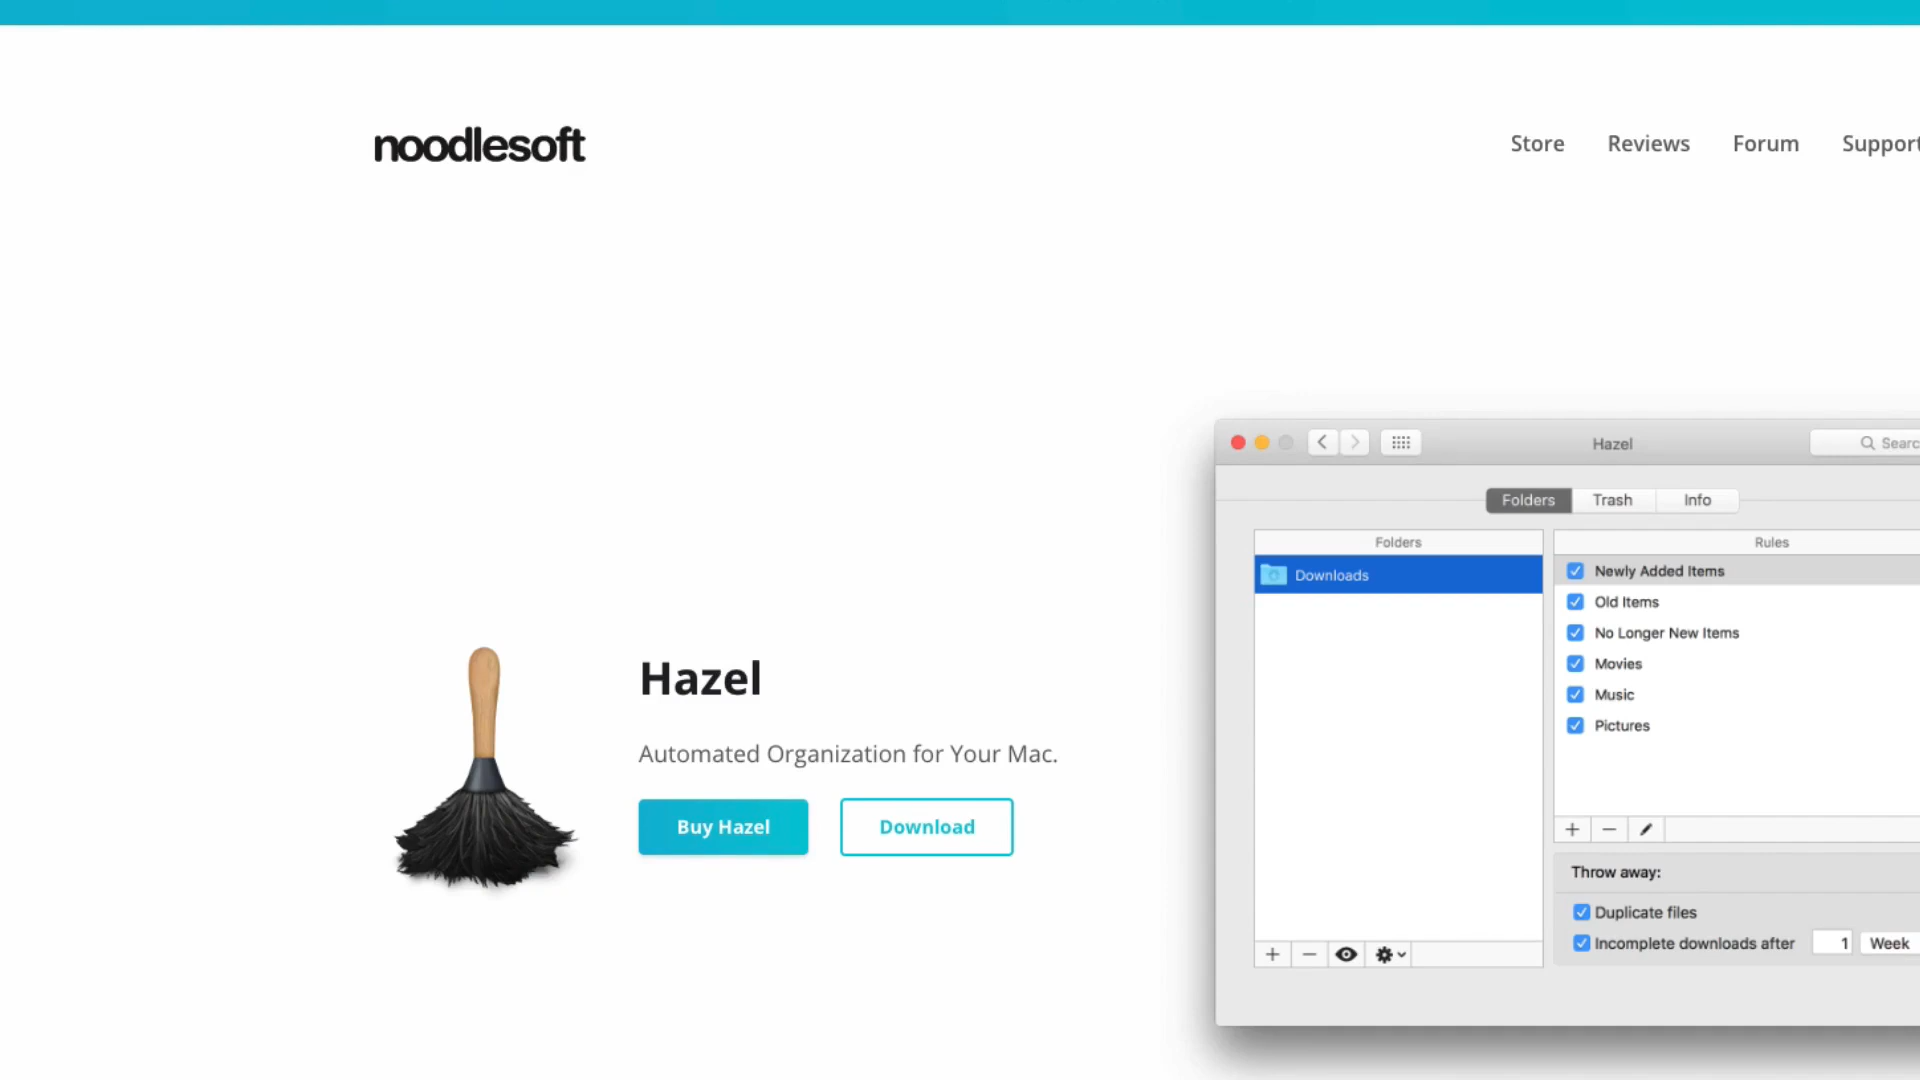 noodlesoft
Store Reviews Forum Support
Hazel
Automated Organization for Your Mac.
Buy Hazel Download
Hazel
Searc
Folders Trash Info
Folders
Downloads
Rules
Newly Added Items
Old Items
No Longer New Items
Movies
Music
Pictures
Throw away:
Duplicate files
Incomplete downloads after 1 Week